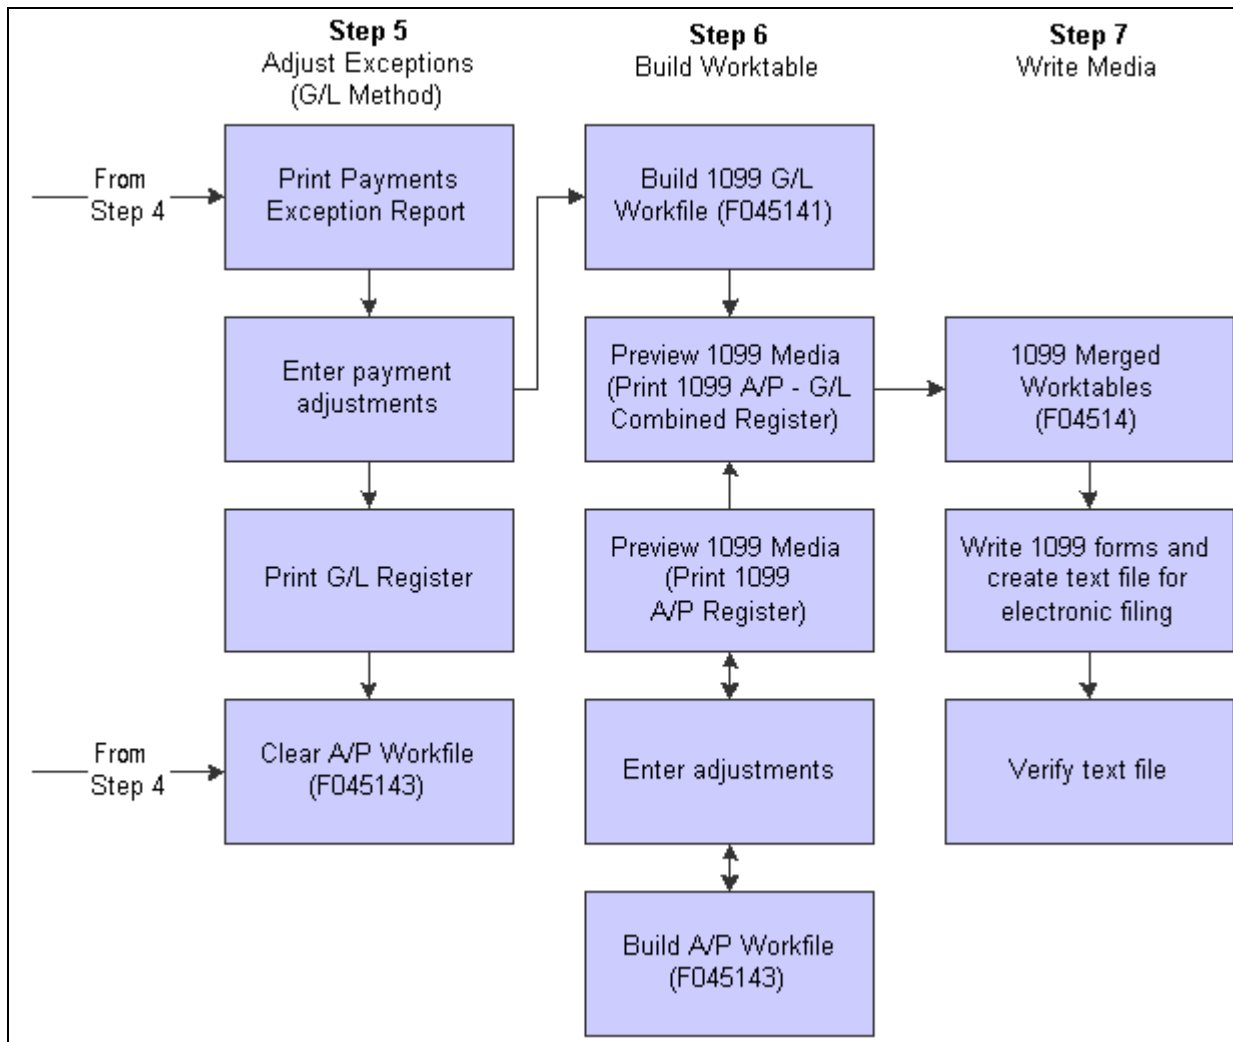 Step 5
Adjust Exceptions
(G/L Method)
From
Step 4
Print Payments
Exception Report
Enter payment
adjustments
Print G/L Register
From
Step 4
Clear A/P Workfile
(F045143)
Step 6
Build Worktable
Build 1099 G/L
Workfile (F045141)
Preview 1099 Media
(Print 1099 A/P - G/L
Combined Register)
Preview 1099 Media
(Print 1099
A/P Register)
Enter adjustments
Build A/P Workfile
(F045143)
Step 7
Write Media
1099 Merged
Worktables
(F04514)
Write 1099 forms and
create text file for
electronic filing
Verify text file